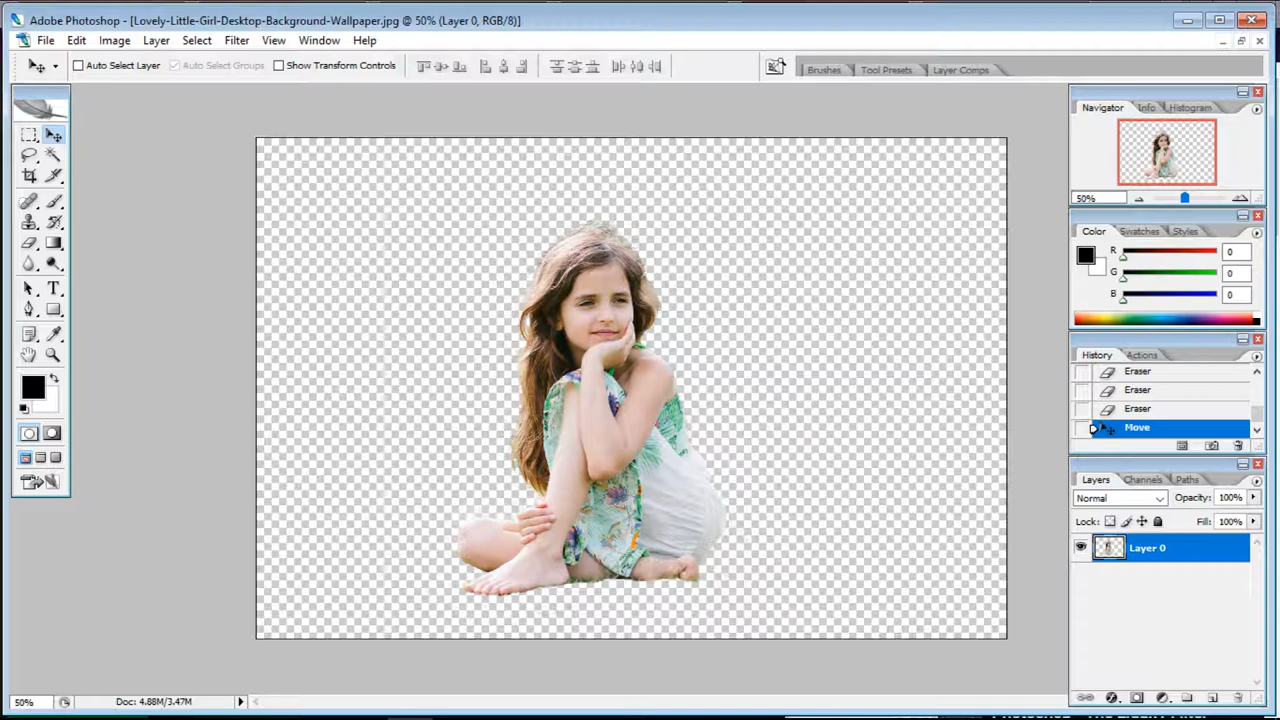 Adobe Photoshop - [Lovely-Little-Girl-Desktop-Background-Wallpaper.jpg @ 50% (Layer 0, RGB/8)]
File Edit Image Layer Select Filter View Window Help
Auto Select Layer Auto Select Groups Show Transform Controls
Brushes Tool Presets Layer Comps
Navigator Info Histogram
50%
Color Swatches Styles
R 0
G 0
B 0
History Actions
Eraser
Eraser
Eraser
Move
Layers Channels Paths
Normal Opacity: 100%
Lock: Fill: 100%
Layer 0
T
50% Doc: 4.88M/3.47M